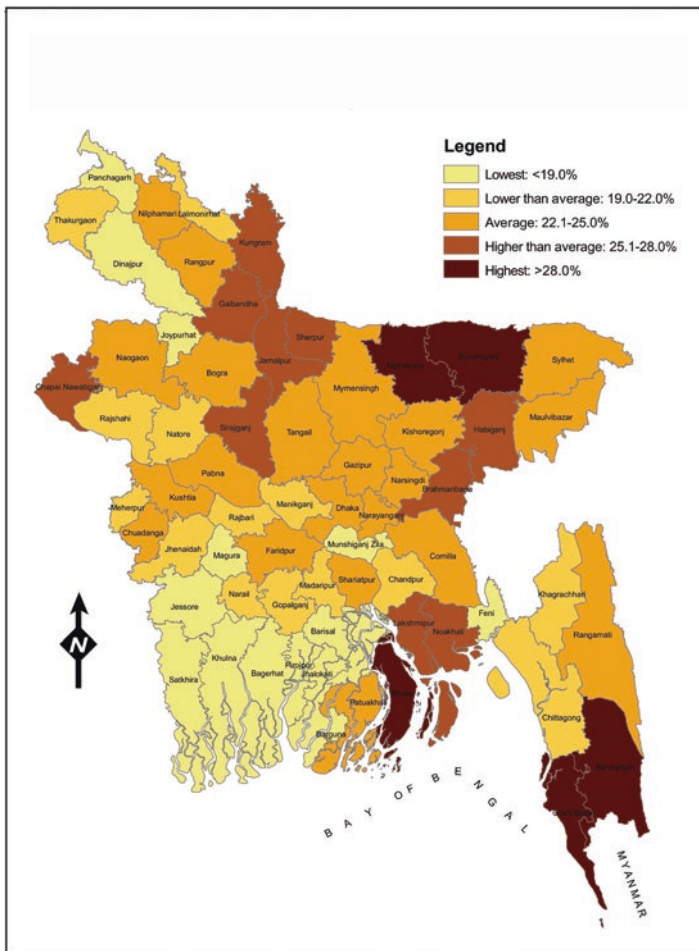 Legend
Lowest: <19.0%
Lower than average: 19.0-22.0%
Average: 22.1-25.0%
Higher than average: 25.1-28.0%
Highest: >28.0%
Panchagarh
Thakurgaon
Nilphamari
Lalmonirhat
Dinajpur
Rangpur
Kurigram
Gaibandha
Joypurhat
Sherpur
Jamalpur
Naogaon
Bogra
Mymensingh
Sylhet
Chapai Nawabganj
Maulvibazar
Rajshahi
Natore
Sirajganj
Tangail
Kishoregonj
Habiganj
Gazipur
Pabna
Narsingdi
Brahmanbaria
Kushtia
Meherpur
Manikganj
Dhaka
Rajbari
Narayanganj
Chuadanga
Jhenaidah
Munshiganj Zila
Comilla
Magura
Faridpur
Shariatpur
Chandpur
Madaripur
Khagrachhari
Jessore
Narail
Gopalganj
Feni
Lakshmipur
Noakhali
Rangamati
N
Barisal
Khulna
Satkhira
Bagerhat
Pirojpur
Jhalokati
Patuakhali
Barguna
Chittagong
BAY OF BENGAL
MYANMAR